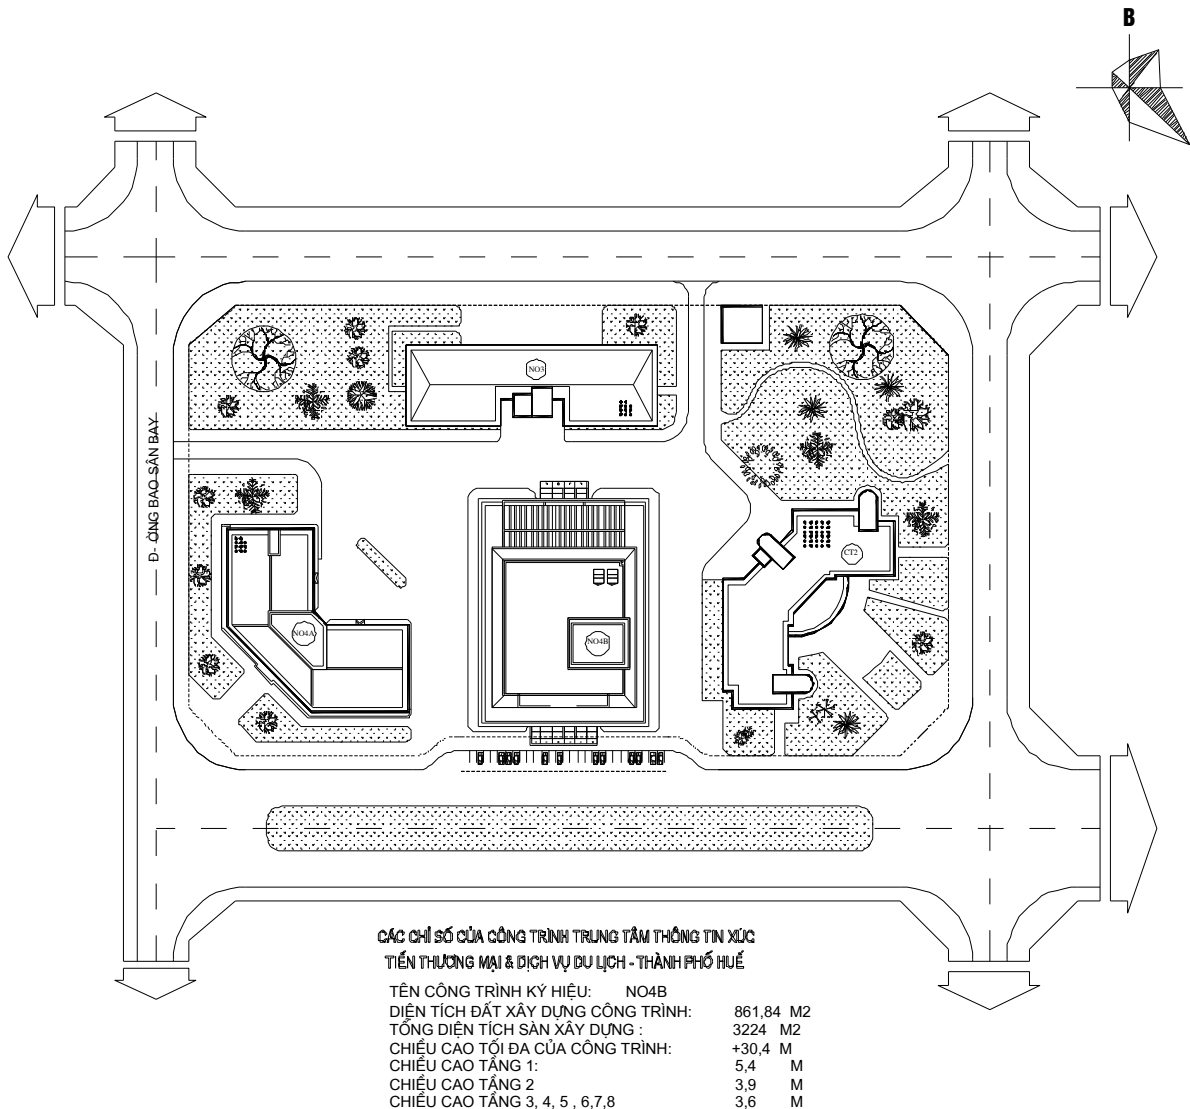 B
NO3
Đ- ỜNG BAO SÂN BAY
CT2
NO4A
NO4B
CÁC CHỈ SỐ CỦA CÔNG TRÌNH TRUNG TÂM THÔNG TIN XÚC
TIẾN THƯƠNG MẠI & DỊCH VỤ DU LỊCH - THÀNH PHỐ HUẾ
TÊN CÔNG TRÌNH KÝ HIỆU: NO4B
DIỆN TÍCH ĐẤT XÂY DỰNG CÔNG TRÌNH: 861,84 M2
TỔNG DIỆN TÍCH SÀN XÂY DỰNG : 3224 M2
CHIỀU CAO TỐI ĐA CỦA CÔNG TRÌNH: +30,4 M
CHIỀU CAO TẦNG 1: 5,4 M
CHIỀU CAO TẦNG 2 3,9 M
CHIỀU CAO TẦNG 3, 4, 5 , 6,7,8 3,6 M